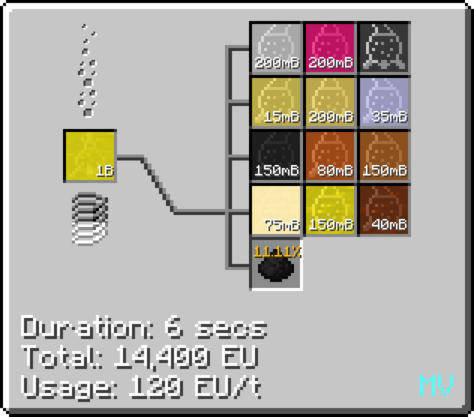 200mB 200mB
15mB 200mB 35mB
1B 150mB 80mB 150mB
75mB 150mB 40mB
11.11%
Duration: 6 secs
Total: 14,400 EU
Usage: 120 EU/t MV